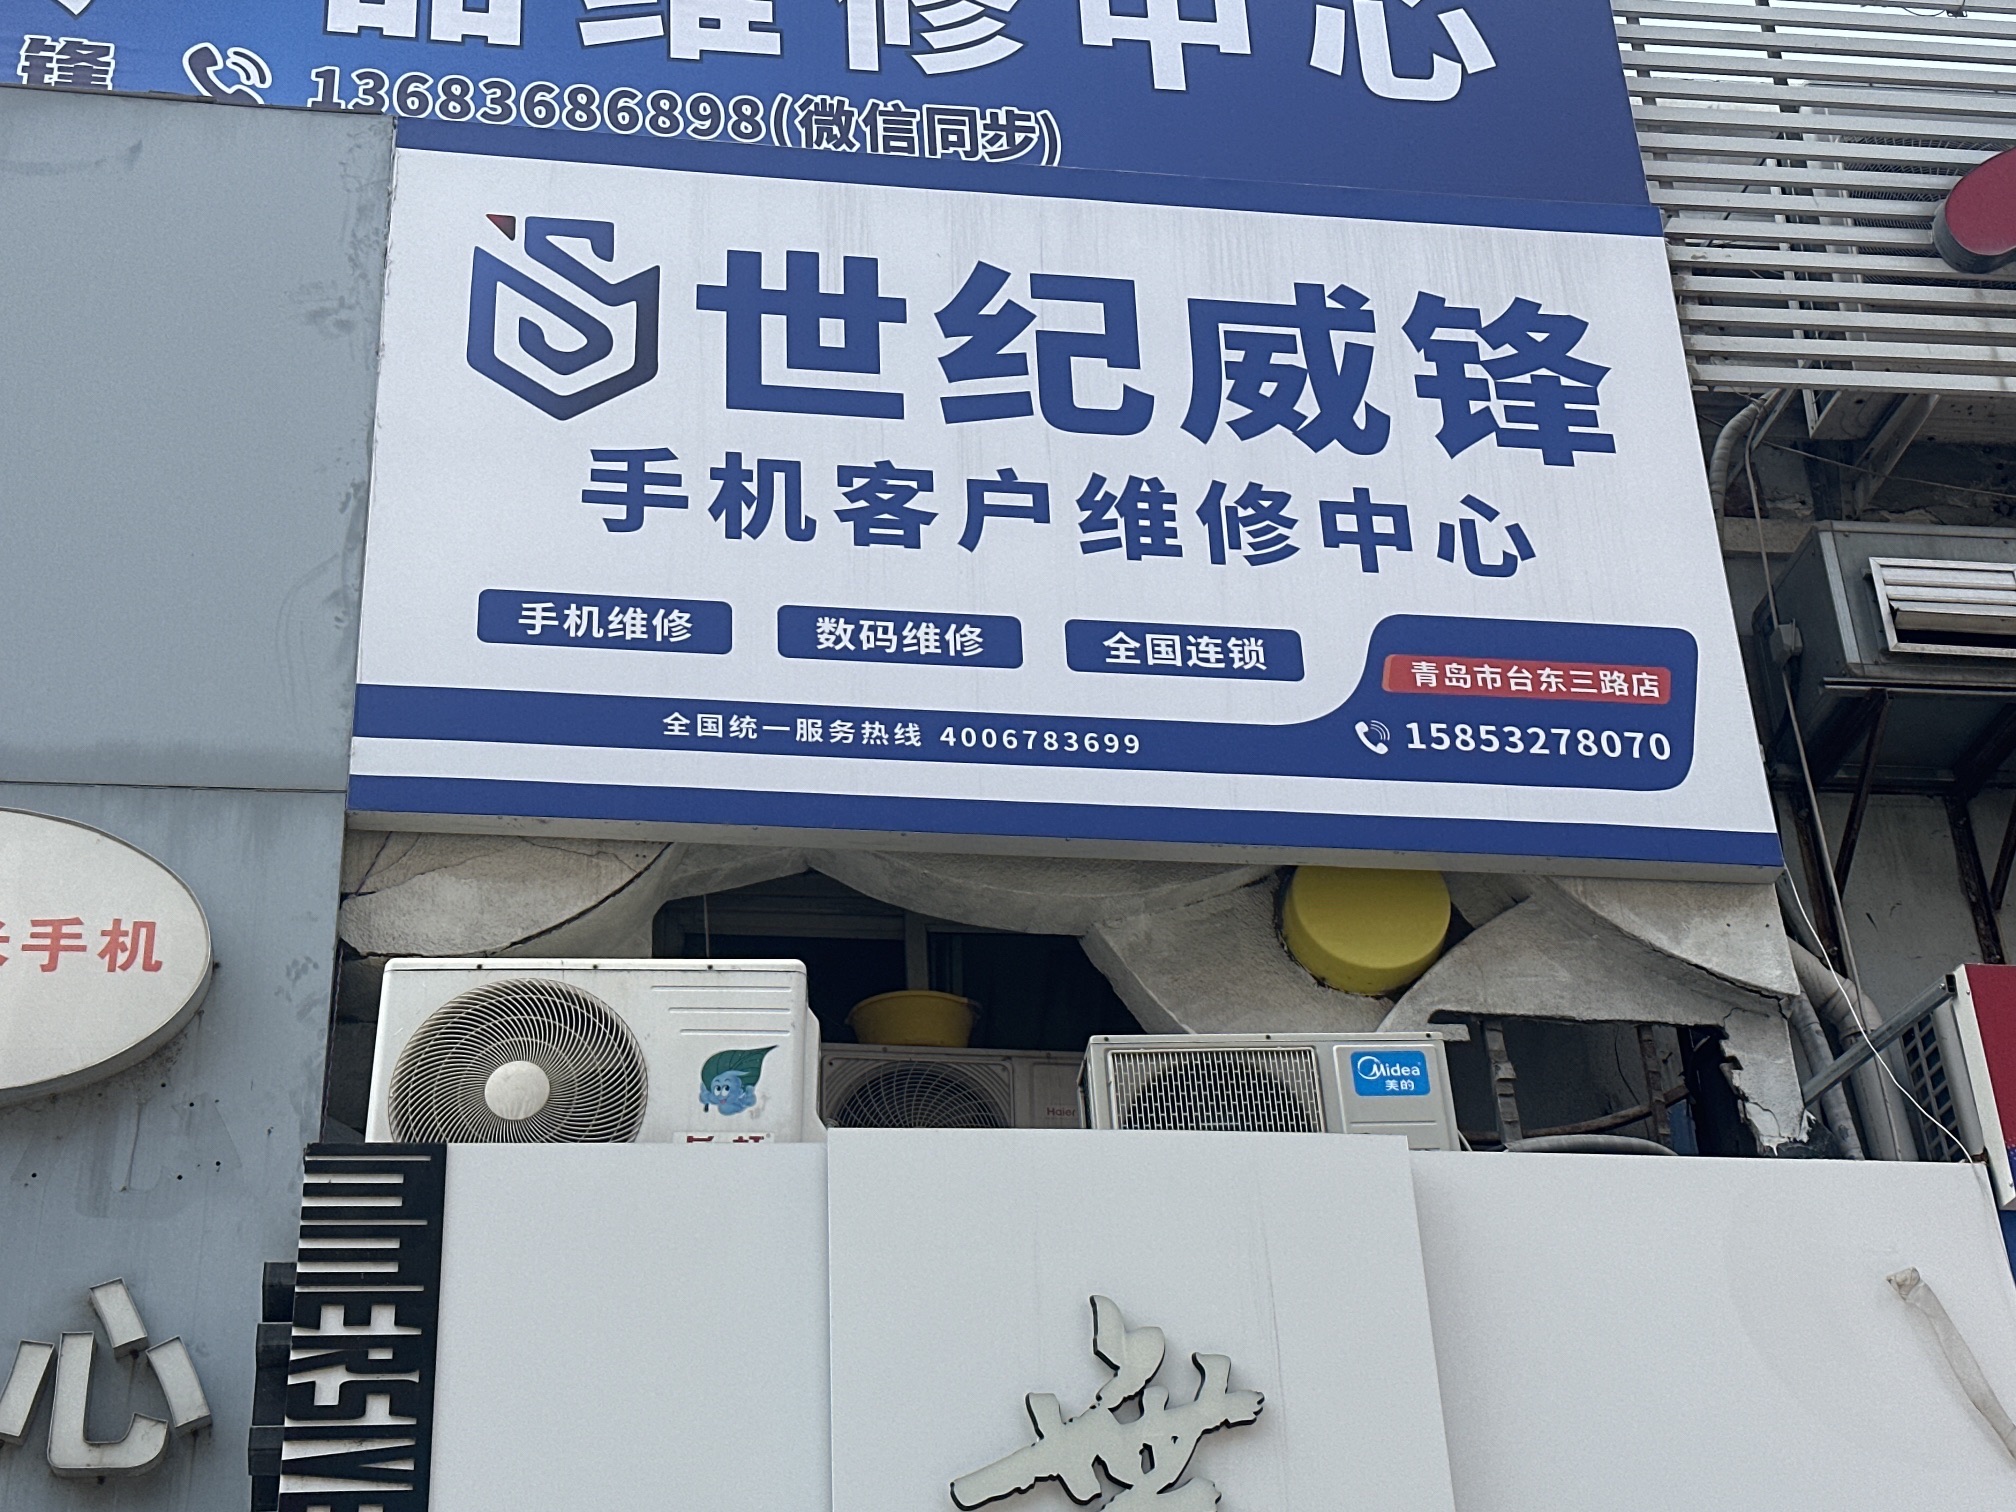 品维修中心
锋 13683686898(微信同步)
世纪威锋
手机客户维修中心
手机维修 数码维修 全国连锁
青岛市台东三路店
全国统一服务热线 4006783699
15853278070
手机
Haier
Midea
美的
心